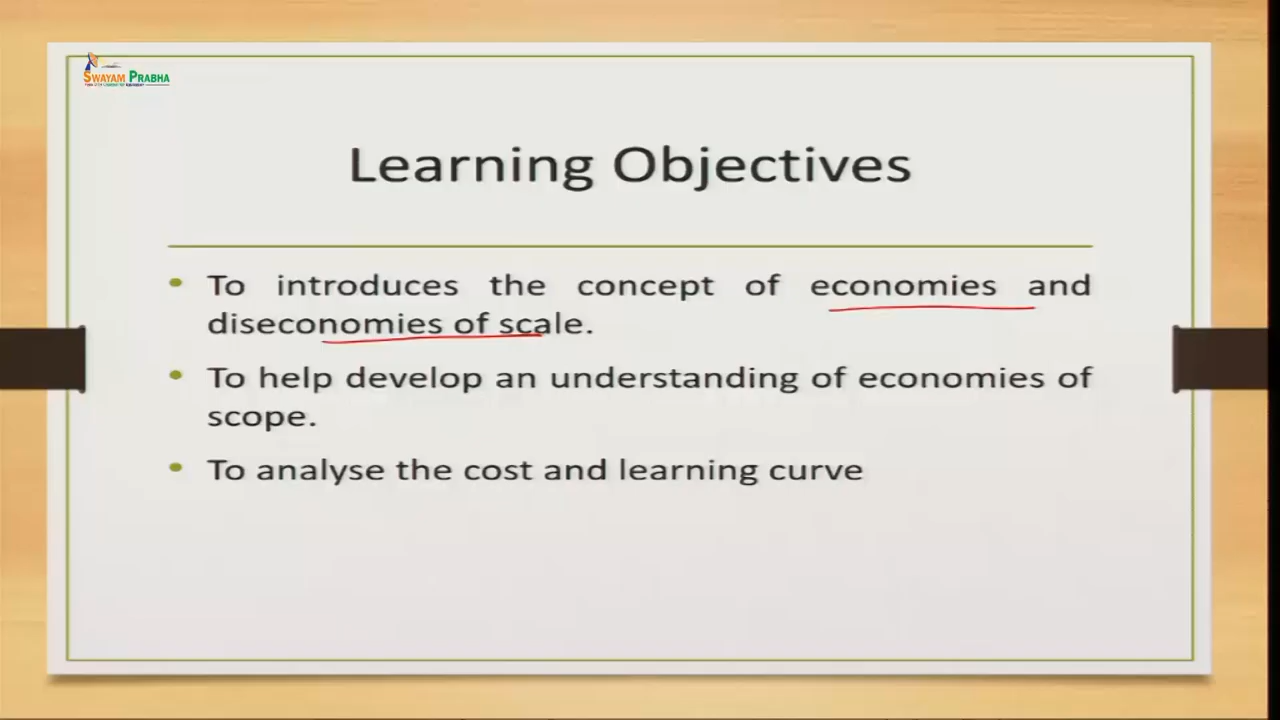 SWAYAM PRABHA
Learning Objectives
• To introduces the concept of economies and
diseconomies of scale.
• To help develop an understanding of economies of
scope.
• To analyse the cost and learning curve